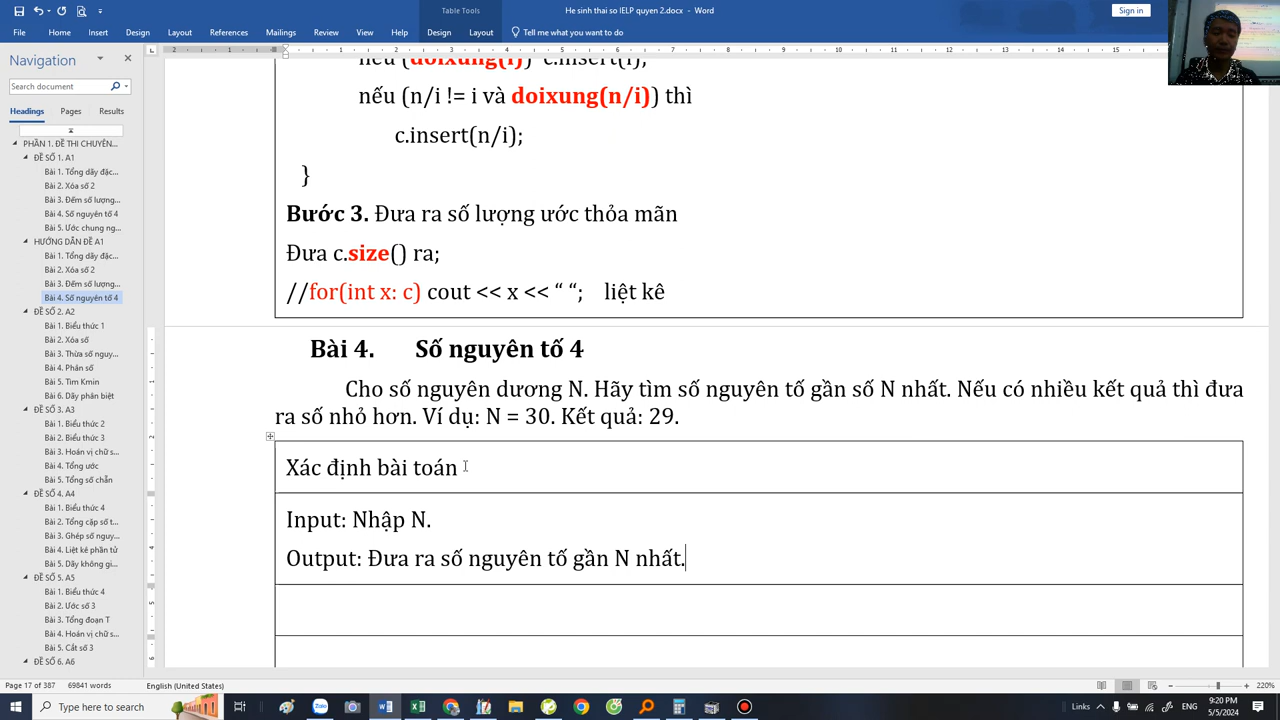 Table Tools
He sinh thai so IELP quyen 2.docx - Word
Sign in
File Home Insert Design Layout References Mailings Review View Help Design Layout Tell me what you want to do
Navigation
Search document
Headings Pages Results
PHẦN 1. ĐỀ THI CHUYÊN...
ĐỀ SỐ 1. A1
Bài 1. Tổng dãy đặc...
Bài 2. Xóa số 2
Bài 3. Đếm số lượng...
Bài 4. Số nguyên tố 4
Bài 5. Ước chung ng...
HƯỚNG DẪN ĐỀ A1
Bài 1. Tổng dãy đặc...
Bài 2. Xóa số 2
Bài 3. Đếm số lượng...
Bài 4. Số nguyên tố 4
ĐỀ SỐ 2. A2
Bài 1. Biểu thức 1
Bài 2. Xóa số
Bài 3. Thừa số nguy...
Bài 4. Phân số
Bài 5. Tìm Kmin
Bài 6. Dãy phân biệt
ĐỀ SỐ 3. A3
Bài 1. Biểu thức 2
Bài 2. Biểu thức 3
Bài 3. Hoán vị chữ s...
Bài 4. Tổng ước
Bài 5. Tổng số chẵn
ĐỀ SỐ 4. A4
Bài 1. Biểu thức 4
Bài 2. Tổng cặp số t...
Bài 3. Ghép số nguy...
Bài 4. Liệt kê phần tử
Bài 5. Dãy không gi...
ĐỀ SỐ 5. A5
Bài 1. Biểu thức 4
Bài 2. Ước số 3
Bài 3. Tổng đoạn T
Bài 4. Hoán vị chữ s...
Bài 5. Cắt số 3
ĐỀ SỐ 6. A6
nếu (doixung(i)) c.insert(i);
nếu (n/i != i và doixung(n/i)) thì
c.insert(n/i);
}
Bước 3. Đưa ra số lượng ước thỏa mãn
Đưa c.size() ra;
//for(int x: c) cout << x << “ “; liệt kê
Bài 4. Số nguyên tố 4
Cho số nguyên dương N. Hãy tìm số nguyên tố gần số N nhất. Nếu có nhiều kết quả thì đưa
ra số nhỏ hơn. Ví dụ: N = 30. Kết quả: 29.
Xác định bài toán
Input: Nhập N.
Output: Đưa ra số nguyên tố gần N nhất.
Page 17 of 387 69841 words English (United States) 220%
Type here to search
Links
9:20 PM
5/5/2024